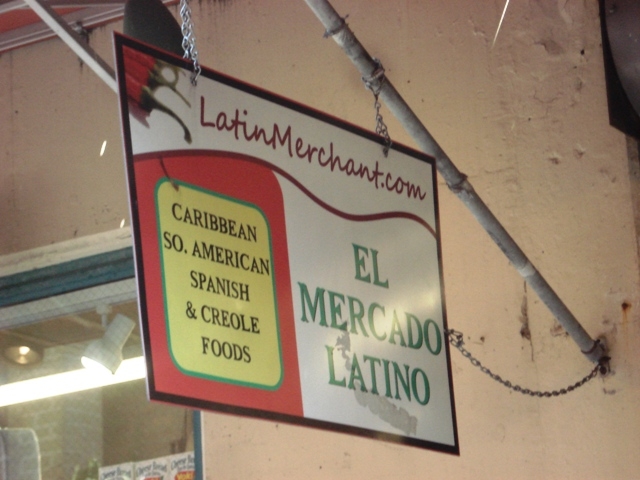 LatinMerchant.com
CARIBBEAN
SO. AMERICAN
SPANISH
& CREOLE
FOODS
EL
MERCADO
LATINO